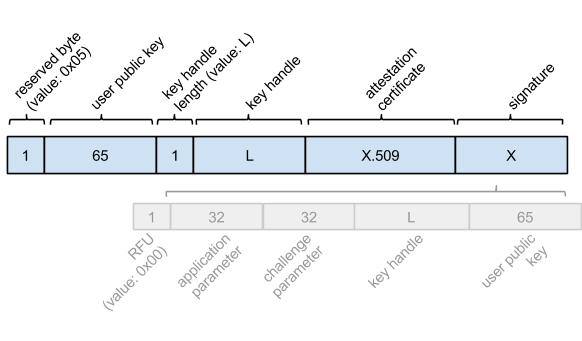 reserved byte
(value: 0x05)
user public key
key handle
length (value: L)
key handle
attestation
certificate
signature
1
65
1
L
X.509
X
1
32
32
L
65
RFU
(value: 0x00)
application
parameter
challenge
parameter
key handle
user public
key